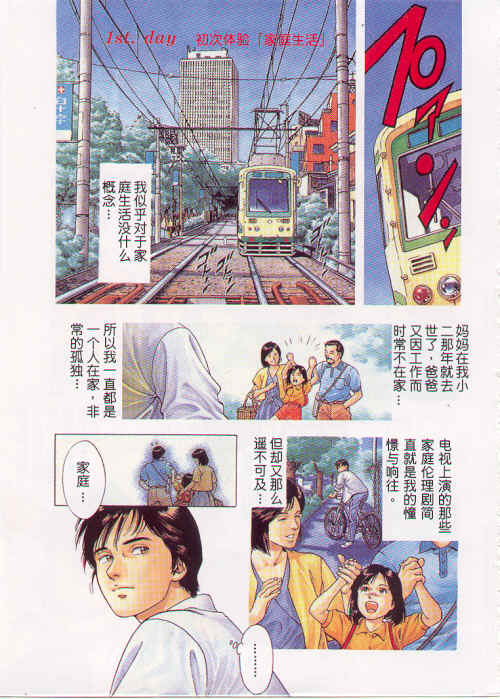 1st. day 初次体验「家庭生活」
プアーン
我似乎对于家
庭生活没什么
概念…
妈妈在我小
二那年就去
世了，爸爸
又因工作而
时常不在家…
所以我一直都是
一个人在家，非
常的孤独…
电视上演的那些
家庭伦理剧简
直就是我的憧
憬与响往。
但却又那么
遥不可及…
家庭…
………